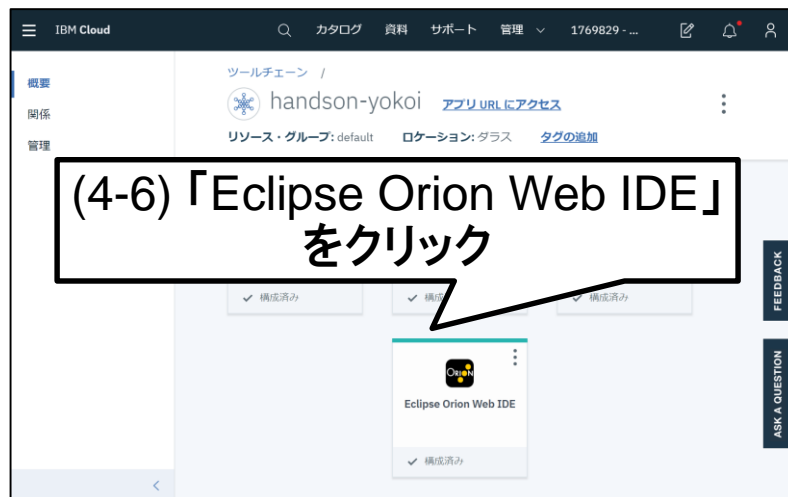 IBM Cloud カタログ 資料 サポート 管理 1769829 - ...
概要
関係
管理
ツールチェーン /
handson-yokoi アプリ URL にアクセス
リソース・グループ: default ロケーション: ダラス タグの追加
(4-6)「Eclipse Orion Web IDE」
をクリック
構成済み 構成 構成済み
FEEDBACK
ORION
Eclipse Orion Web IDE
構成済み
ASK A QUESTION